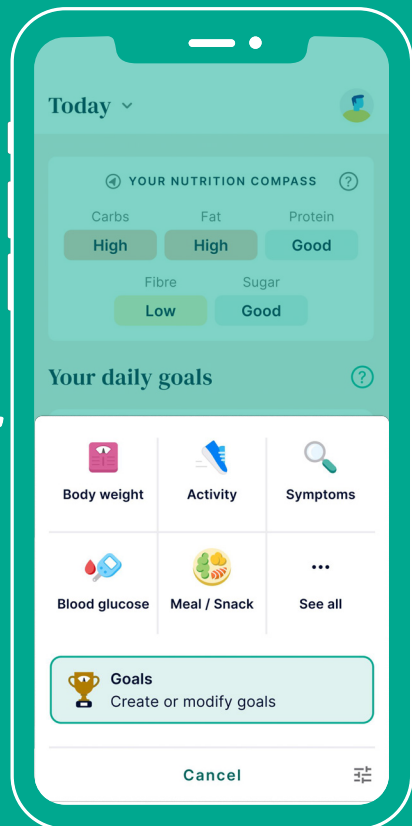 Today
YOUR NUTRITION COMPASS ?
Carbs Fat Protein
High High Good
Fibre Sugar
Low Good
Your daily goals ?
Body weight Activity Symptoms
Blood glucose Meal / Snack See all
Goals
Create or modify goals
Cancel